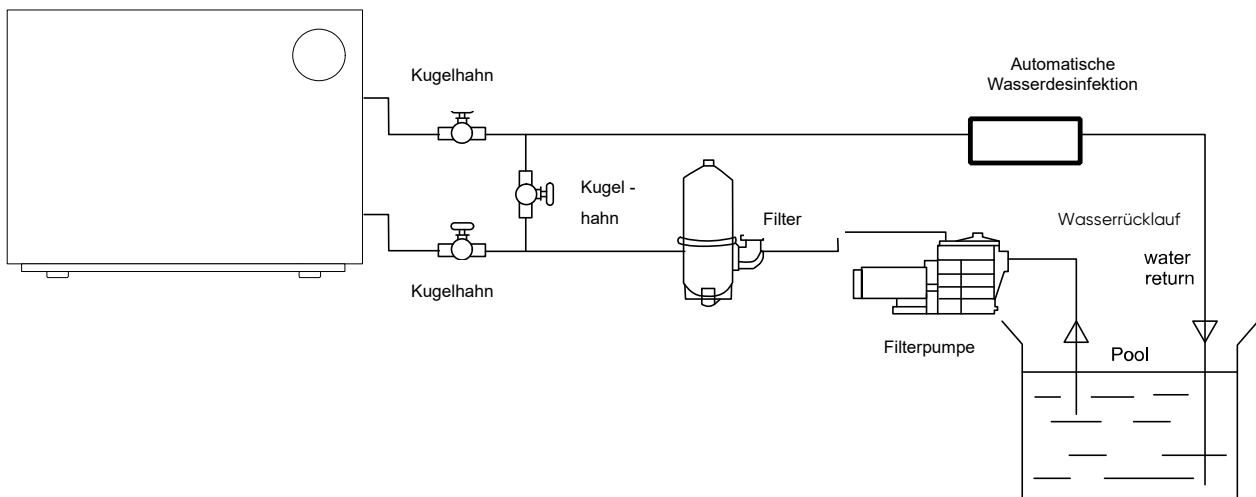 Automatische
Wasserdesinfektion
Kugelhahn
Kugel -
hahn
Filter
Wasserrücklauf
water
return
Kugelhahn
Filterpumpe
Pool